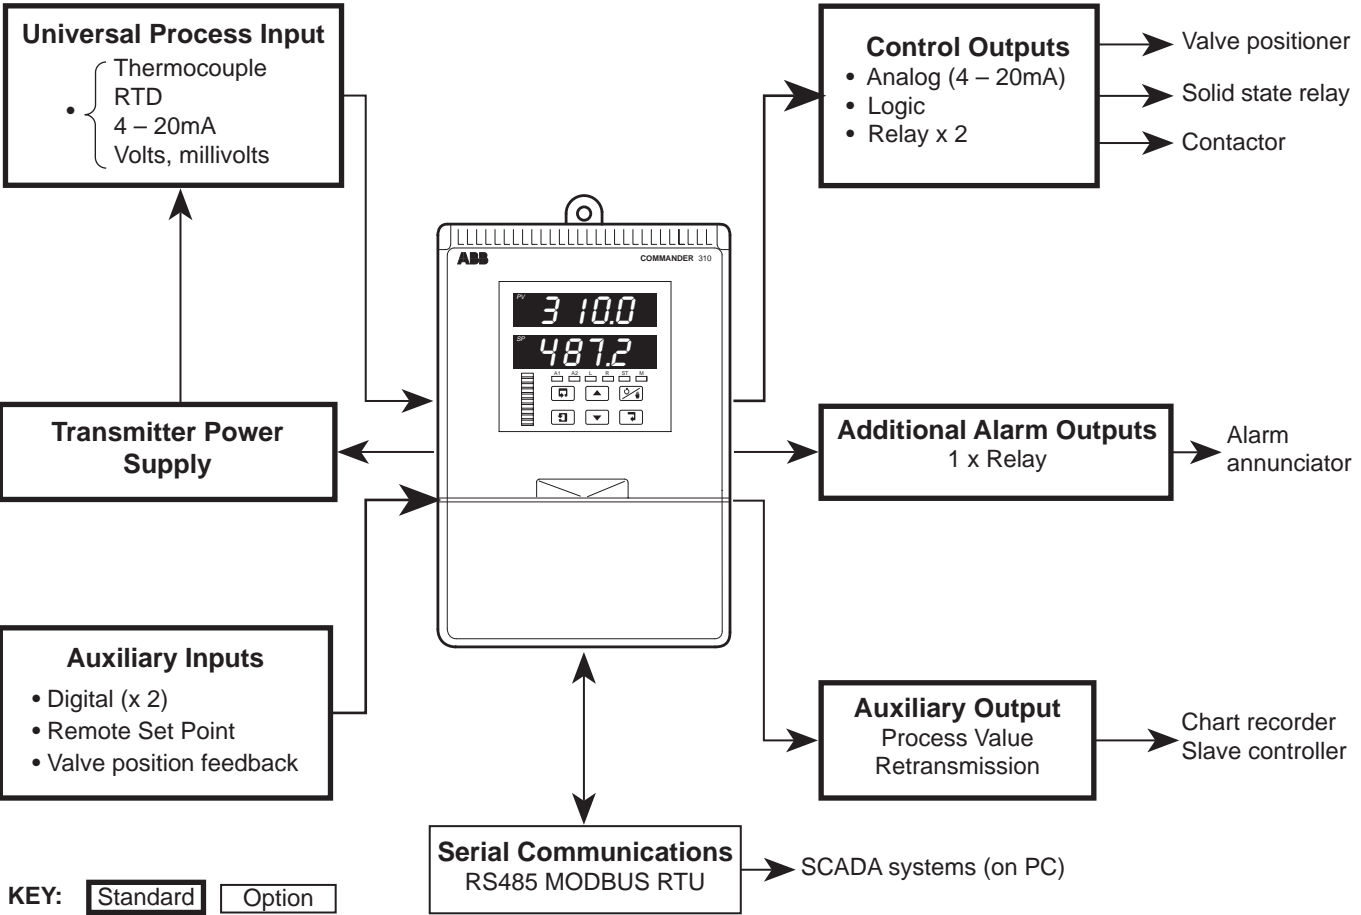 Universal Process Input
• Thermocouple
RTD
4 – 20mA
Volts, millivolts
Control Outputs
• Analog (4 – 20mA)
• Logic
• Relay x 2
Valve positioner
Solid state relay
Contactor
ABB
COMMANDER 310
PV
310.0
SP
487.2
A1 A2 L R ST M
Transmitter Power
Supply
Additional Alarm Outputs
1 x Relay
Alarm
annunciator
Auxiliary Inputs
• Digital (x 2)
• Remote Set Point
• Valve position feedback
Auxiliary Output
Process Value
Retransmission
Chart recorder
Slave controller
Serial Communications
RS485 MODBUS RTU
SCADA systems (on PC)
KEY: Standard Option